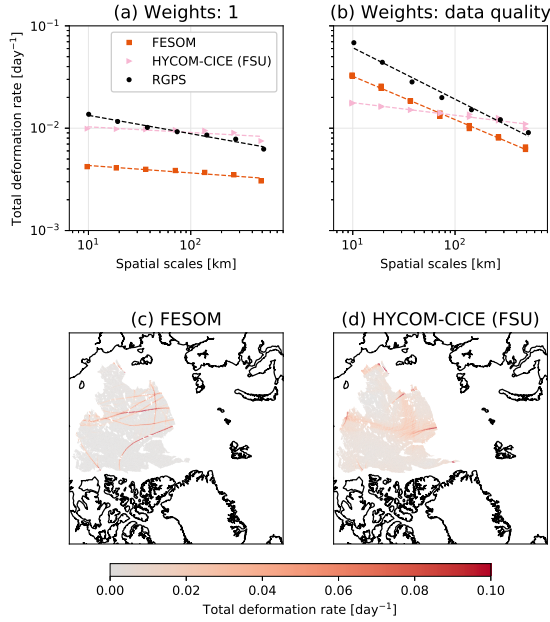 (a) Weights: 1
(b) Weights: data quality
Total deformation rate [day⁻¹]
10⁻¹
10⁻²
10⁻³
FESOM
HYCOM-CICE (FSU)
RGPS
10¹ 10²
10¹ 10²
Spatial scales [km]
Spatial scales [km]
(c) FESOM
(d) HYCOM-CICE (FSU)
0.00 0.02 0.04 0.06 0.08 0.10
Total deformation rate [day⁻¹]